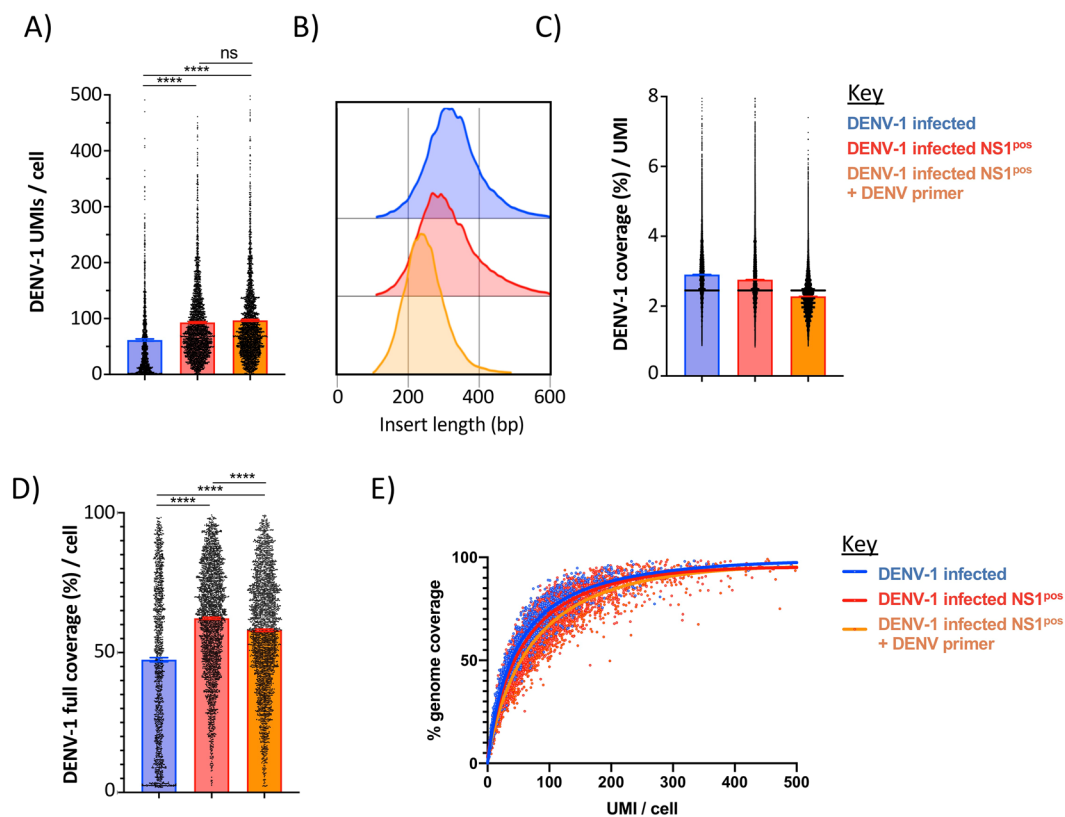 A)
ns
****
****
DENV-1 UMIs / cell
500
400
300
200
100
0
B)
0
200
400
600
Insert length (bp)
C)
DENV-1 coverage (%) / UMI
8
6
4
2
0
Key
DENV-1 infected
DENV-1 infected NS1pos
DENV-1 infected NS1pos
+ DENV primer
D)
****
****
****
DENV-1 full coverage (%) / cell
100
50
0
E)
% genome coverage
100
50
0
0
100
200
300
400
500
UMI / cell
Key
DENV-1 infected
DENV-1 infected NS1pos
DENV-1 infected NS1pos
+ DENV primer